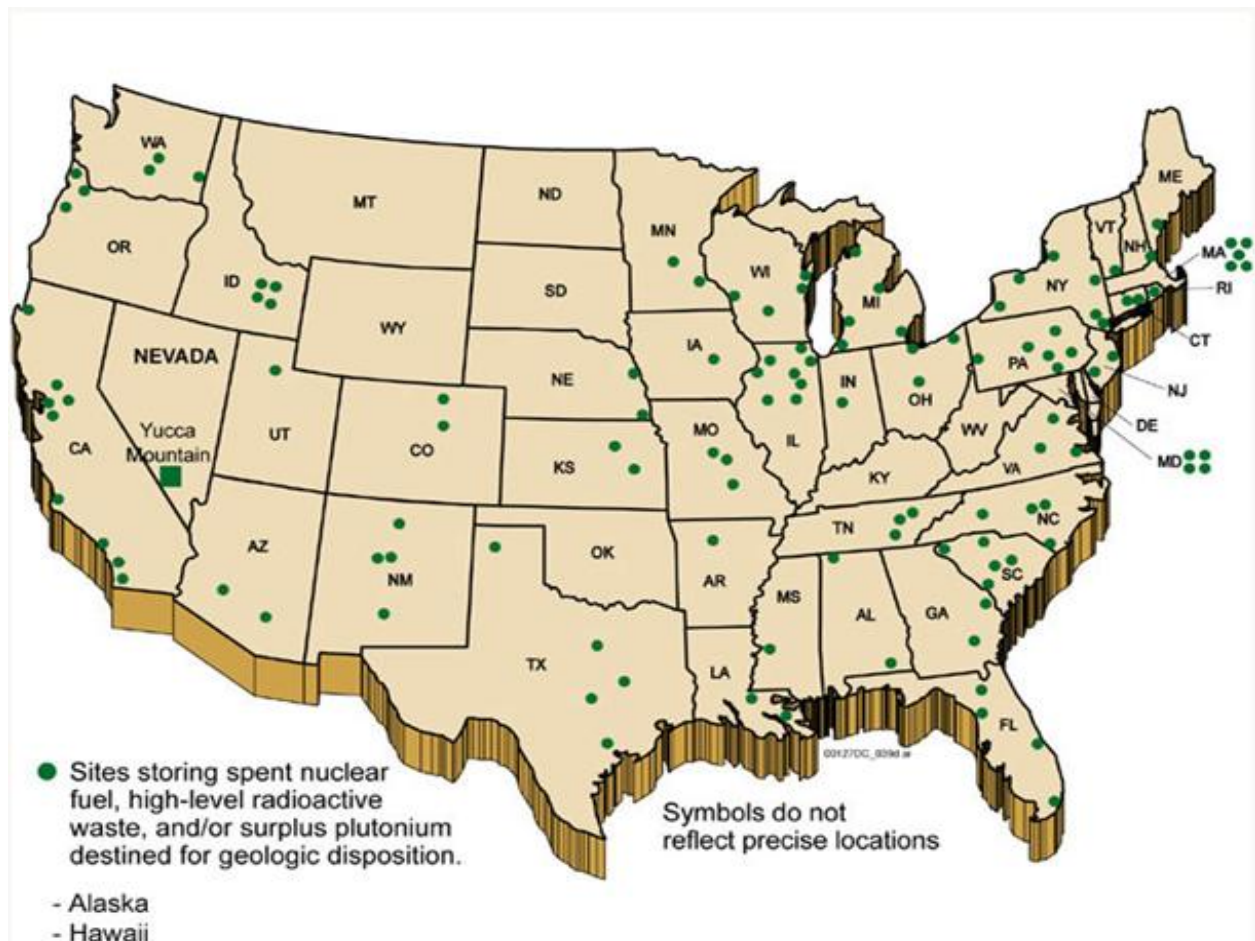 WA
MT
ND
MN
ME
VT
NH
OR
ID
SD
WI
MI
NY
MA
RI
WY
CT
NEVADA
IA
NE
PA
NJ
IN
OH
Yucca
Mountain
UT
CO
KS
MO
IL
WV
DE
CA
KY
VA
MD
AZ
NM
OK
AR
TN
NC
SC
MS
AL
GA
TX
LA
FL
00127DC_039d.ai
Sites storing spent nuclear
fuel, high-level radioactive
waste, and/or surplus plutonium
destined for geologic disposition.
Symbols do not
reflect precise locations
- Alaska
- Hawaii